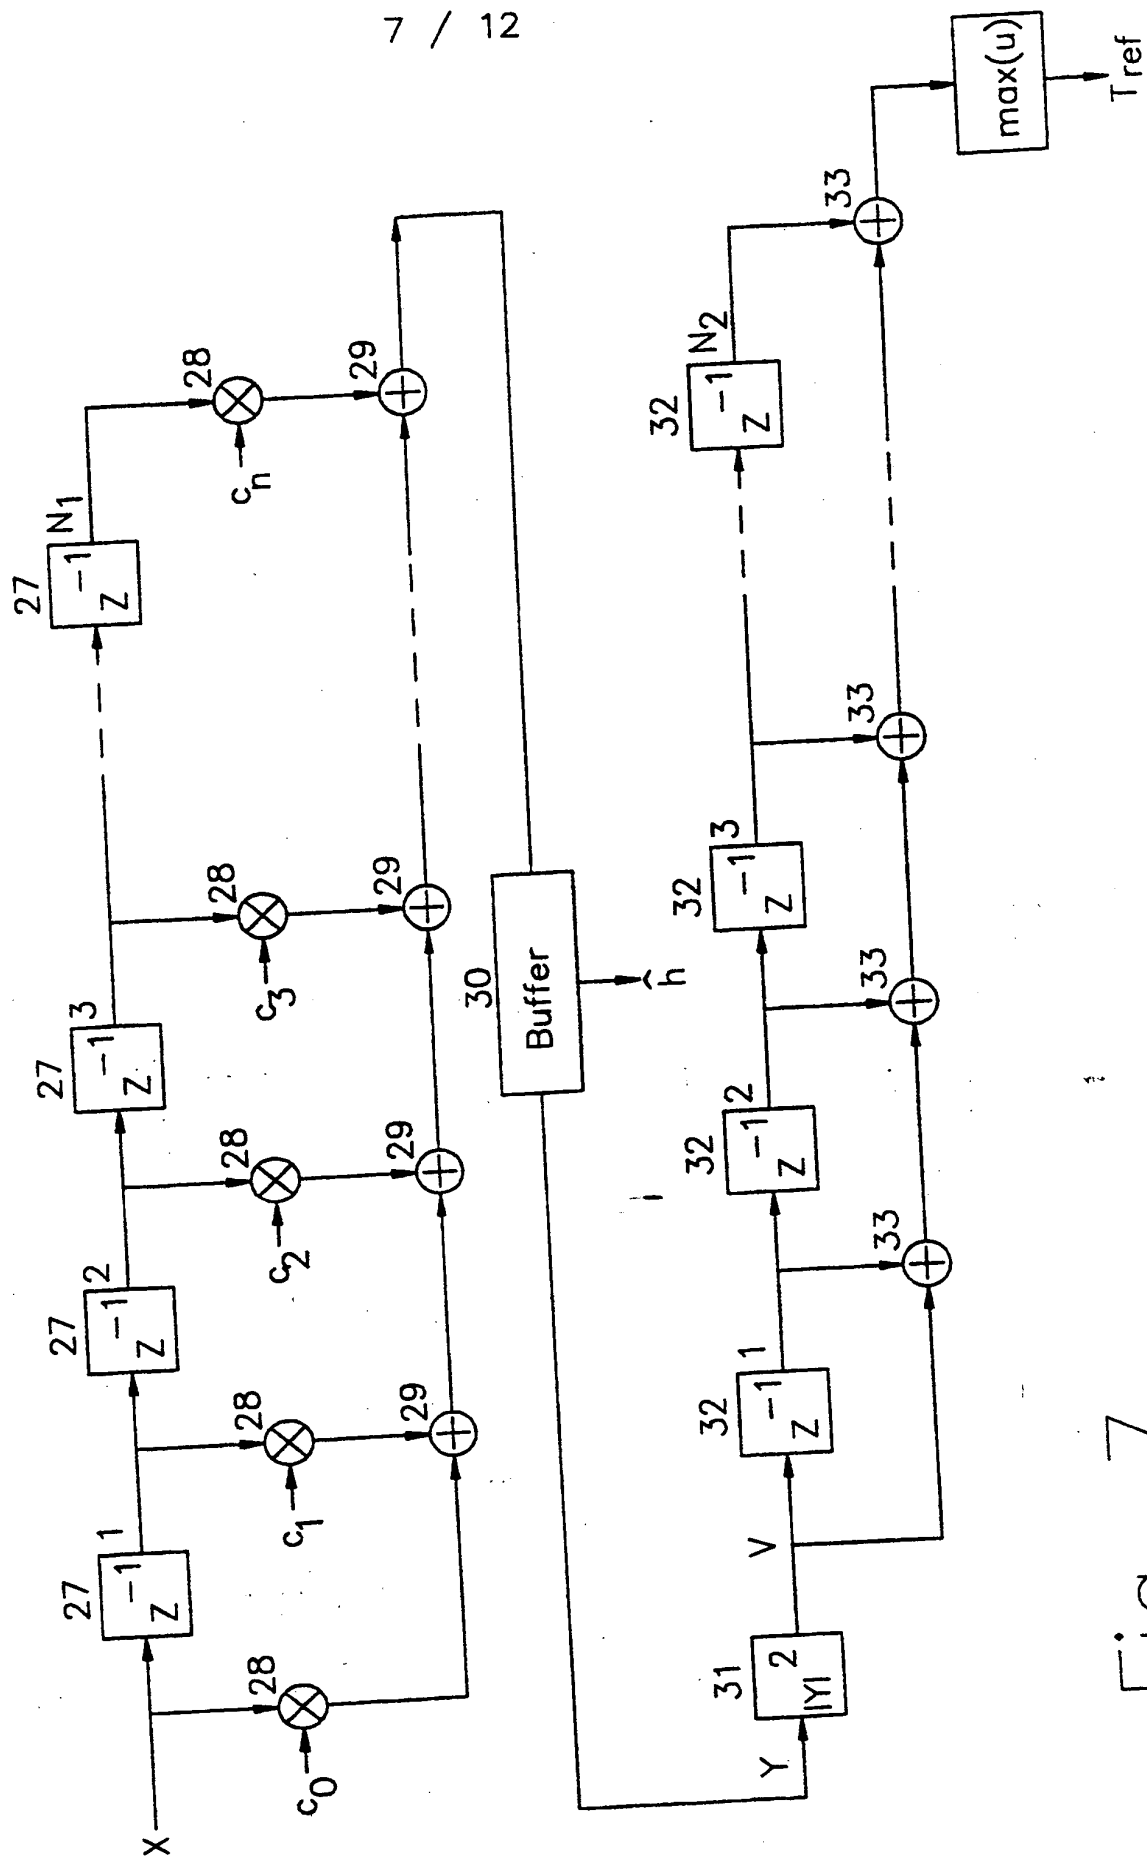 7 / 12
27 27 27 27
X Z⁻¹ 1 Z⁻¹ 2 Z⁻¹ 3 Z⁻¹ N₁
28 28 28 28 28
c₀ c₁ c₂ c₃ cₙ
29 29 29 29
30
Buffer
ĥ
31 32 32 32 32
Y |Y|² V Z⁻¹ 1 Z⁻¹ 2 Z⁻¹ 3 Z⁻¹ N₂
33 33 33 33
max(u)
T ref